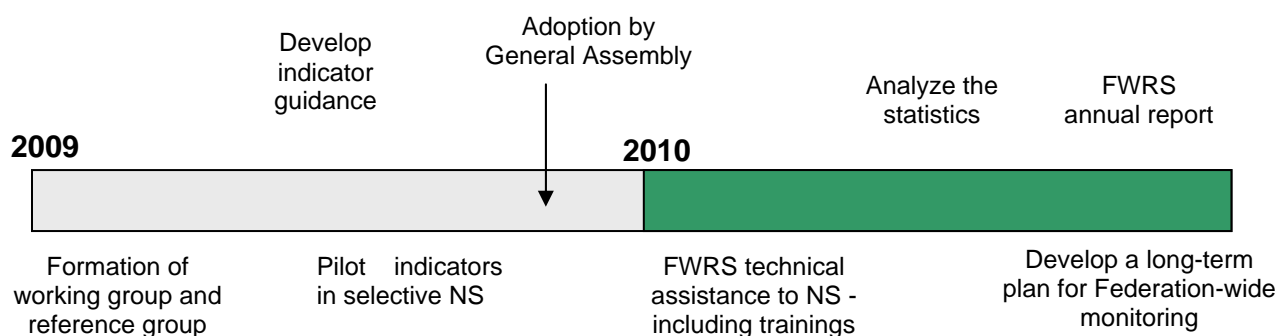 Develop
indicator
guidance
Adoption by
General Assembly
Analyze the
statistics
FWRS
annual report
2009
2010
Formation of
working group and
reference group
Pilot indicators
in selective NS
FWRS technical
assistance to NS -
including trainings
Develop a long-term
plan for Federation-wide
monitoring